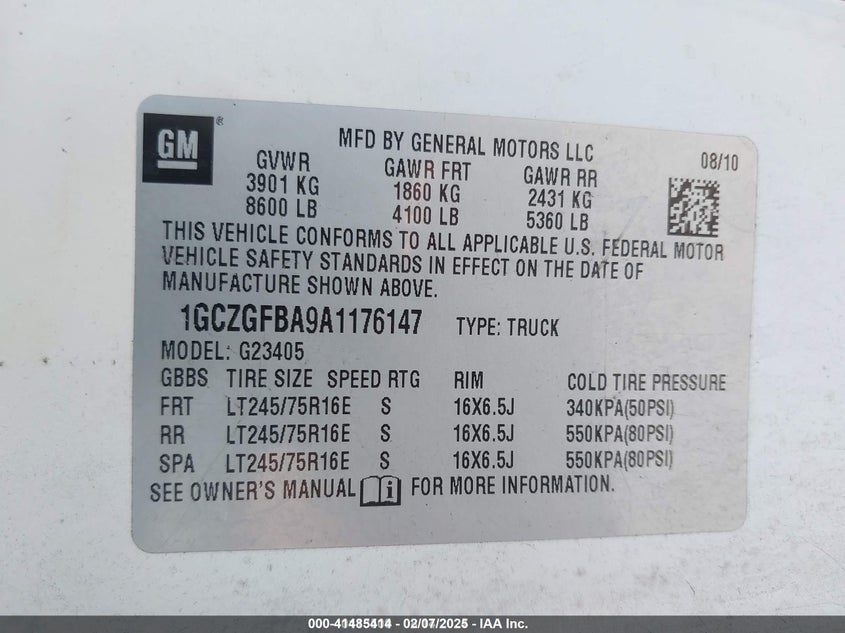 GM®
MFD BY GENERAL MOTORS LLC 08/10
GVWR GAWR FRT GAWR RR
3901 KG 1860 KG 2431 KG
8600 LB 4100 LB 5360 LB
THIS VEHICLE CONFORMS TO ALL APPLICABLE U.S. FEDERAL MOTOR
VEHICLE SAFETY STANDARDS IN EFFECT ON THE DATE OF
MANUFACTURE SHOWN ABOVE.
1GCZGFBA9A1176147 TYPE: TRUCK
MODEL: G23405
GBBS TIRE SIZE SPEED RTG RIM COLD TIRE PRESSURE
FRT LT245/75R16E S 16X6.5J 340KPA(50PSI)
RR LT245/75R16E S 16X6.5J 550KPA(80PSI)
SPA LT245/75R16E S 16X6.5J 550KPA(80PSI)
SEE OWNER'S MANUAL i FOR MORE INFORMATION.
000-41485414 - 02/07/2025 - IAA Inc.